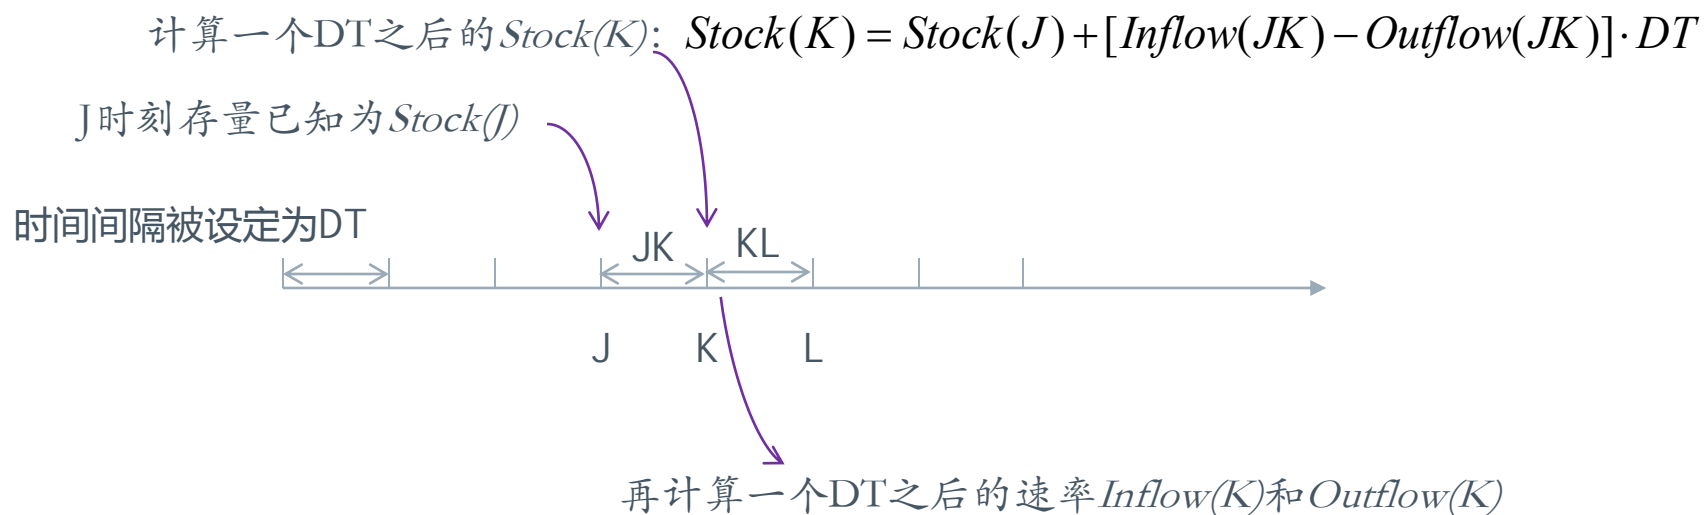 计算一个DT之后的Stock(K)：Stock(K) = Stock(J) + [Inflow(JK) − Outflow(JK)] · DT
J时刻存量已知为Stock(J)
时间间隔被设定为DT
JK KL
J K L
再计算一个DT之后的速率Inflow(K)和Outflow(K)